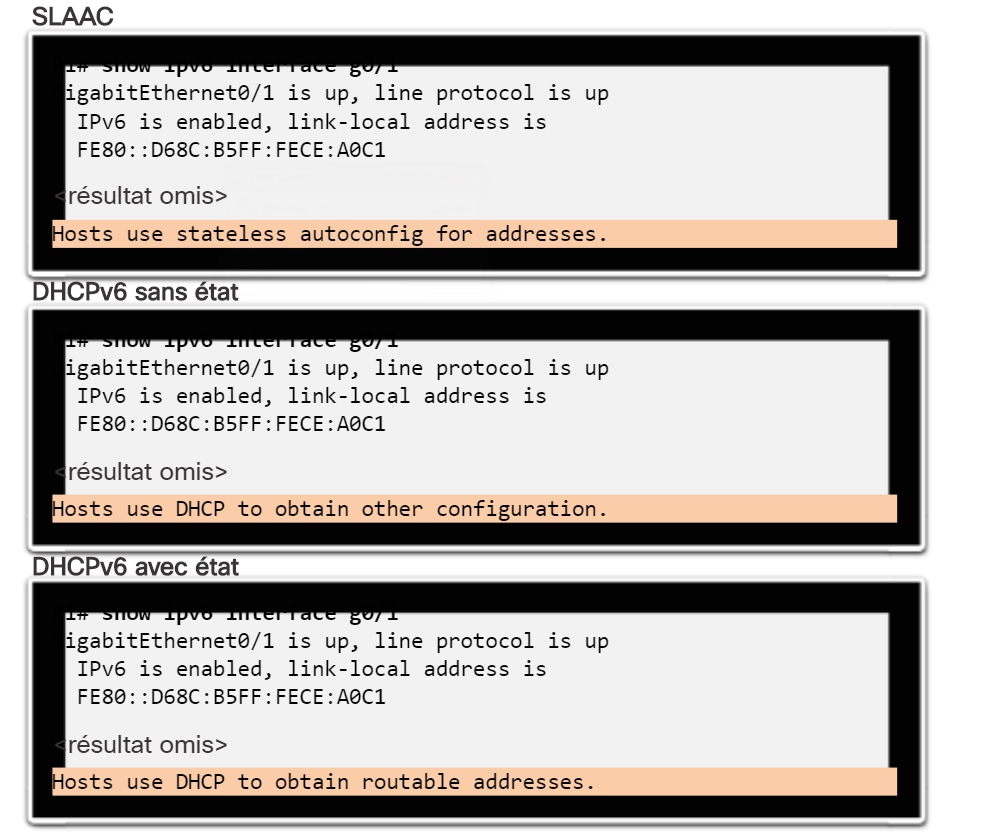 SLAAC
1# show ipv6 interface g0/1
igabitEthernet0/1 is up, line protocol is up
IPv6 is enabled, link-local address is
FE80::D68C:B5FF:FECE:A0C1
<résultat omis>
Hosts use stateless autoconfig for addresses.
DHCPv6 sans état
1# show ipv6 interface g0/1
igabitEthernet0/1 is up, line protocol is up
IPv6 is enabled, link-local address is
FE80::D68C:B5FF:FECE:A0C1
<résultat omis>
Hosts use DHCP to obtain other configuration.
DHCPv6 avec état
1# show ipv6 interface g0/1
igabitEthernet0/1 is up, line protocol is up
IPv6 is enabled, link-local address is
FE80::D68C:B5FF:FECE:A0C1
<résultat omis>
Hosts use DHCP to obtain routable addresses.